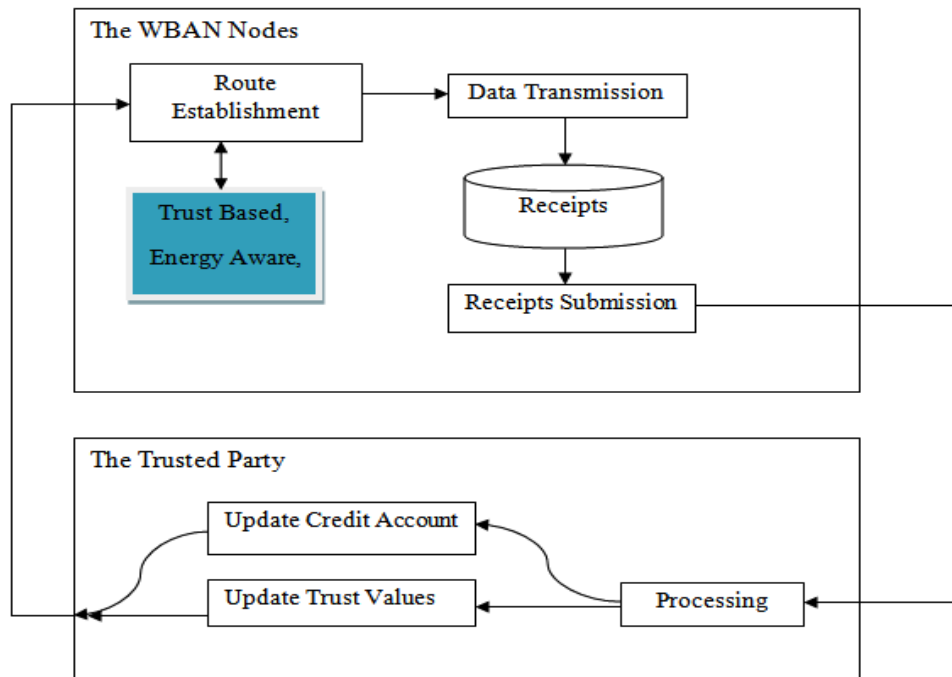 The WBAN Nodes
Route
Establishment
Data Transmission
Trust Based,
Energy Aware,
Receipts
Receipts Submission
The Trusted Party
Update Credit Account
Update Trust Values
Processing